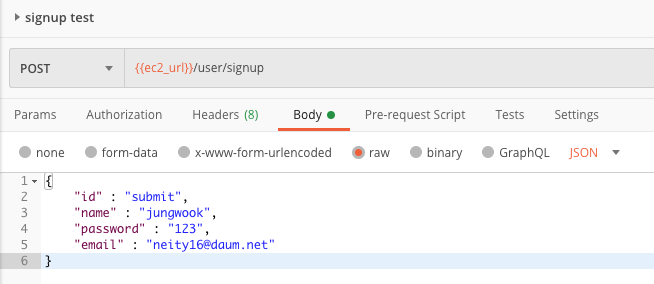 signup test
POST {{ec2_url}}/user/signup
Params Authorization Headers (8) Body Pre-request Script Tests Settings
none form-data x-www-form-urlencoded raw binary GraphQL JSON
1 {
2 "id" : "submit",
3 "name" : "jungwook",
4 "password" : "123",
5 "email" : "neity16@daum.net"
6 }